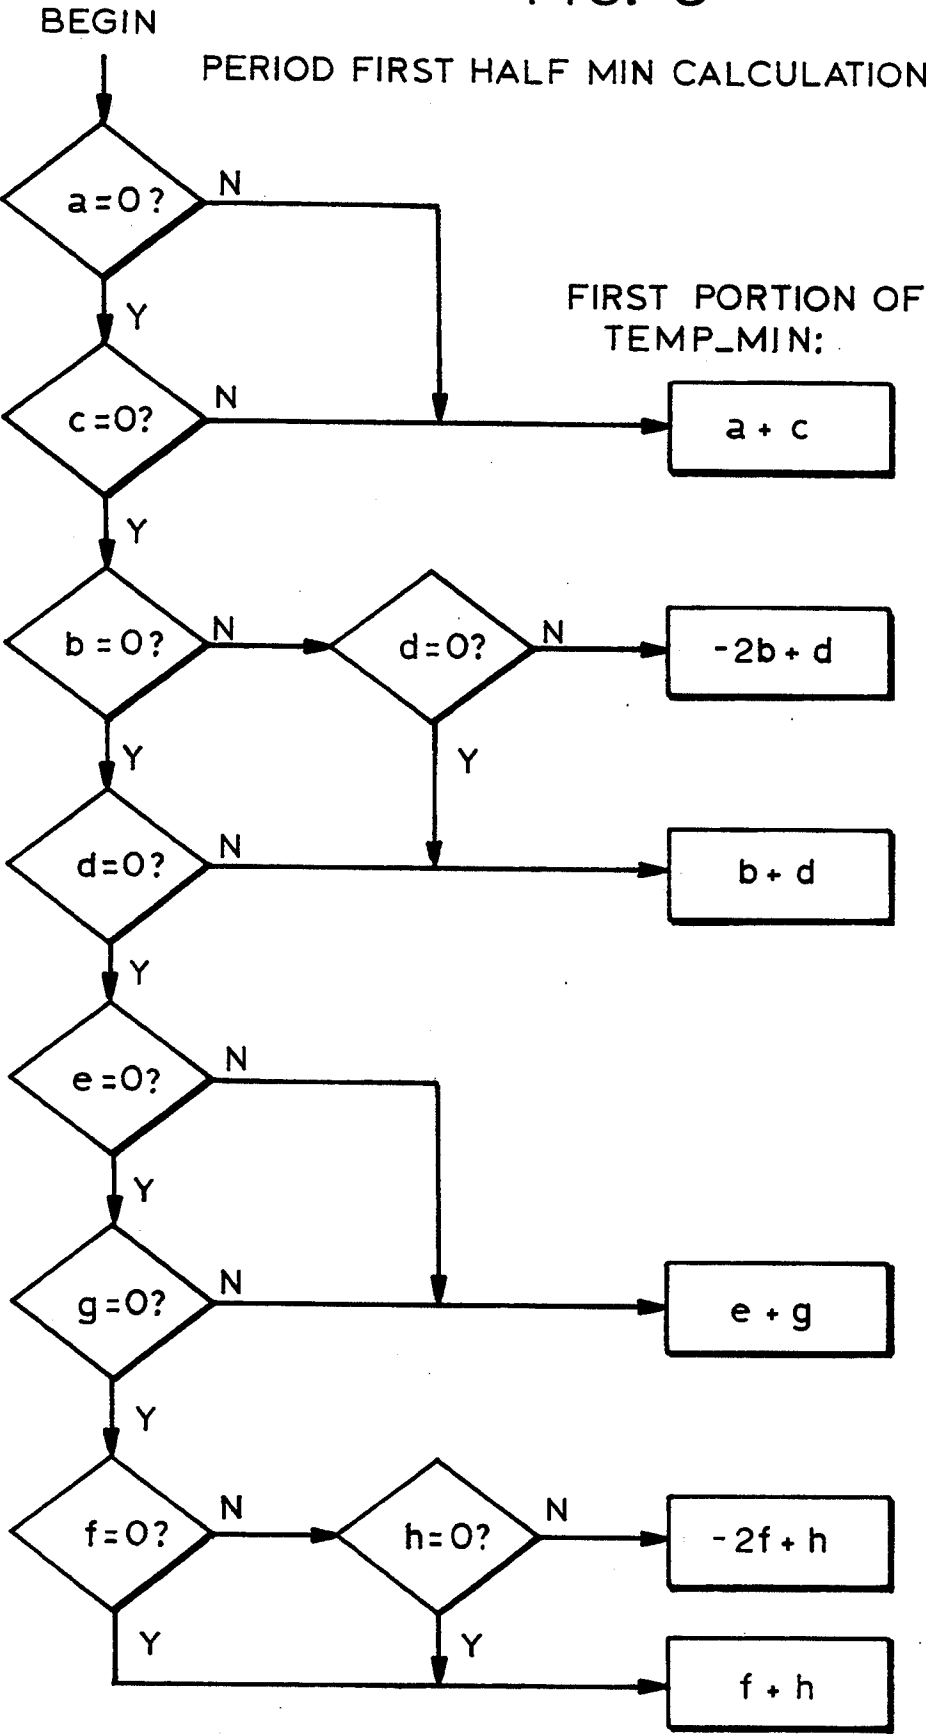 BEGIN
PERIOD FIRST HALF MIN CALCULATION
a=0?
N
Y
FIRST PORTION OF
TEMP_MIN:
c=0?
N
a + c
Y
b=0?
N
d=0?
N
-2b + d
Y
Y
d=0?
N
b + d
Y
e=0?
N
Y
g=0?
N
e + g
Y
f=0?
N
h=0?
N
-2f + h
Y
Y
f + h